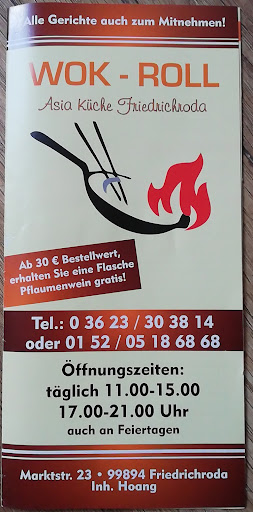 Alle Gerichte auch zum Mitnehmen!
WOK - ROLL
Asia Küche Friedrichroda
Ab 30 € Bestellwert,
erhalten Sie eine Flasche
Pflaumenwein gratis!
Tel.: 0 36 23 / 30 38 14
oder 01 52 / 05 18 68 68
Öffnungszeiten:
täglich 11.00-15.00
17.00-21.00 Uhr
auch an Feiertagen
Marktstr. 23 • 99894 Friedrichroda
Inh. Hoang